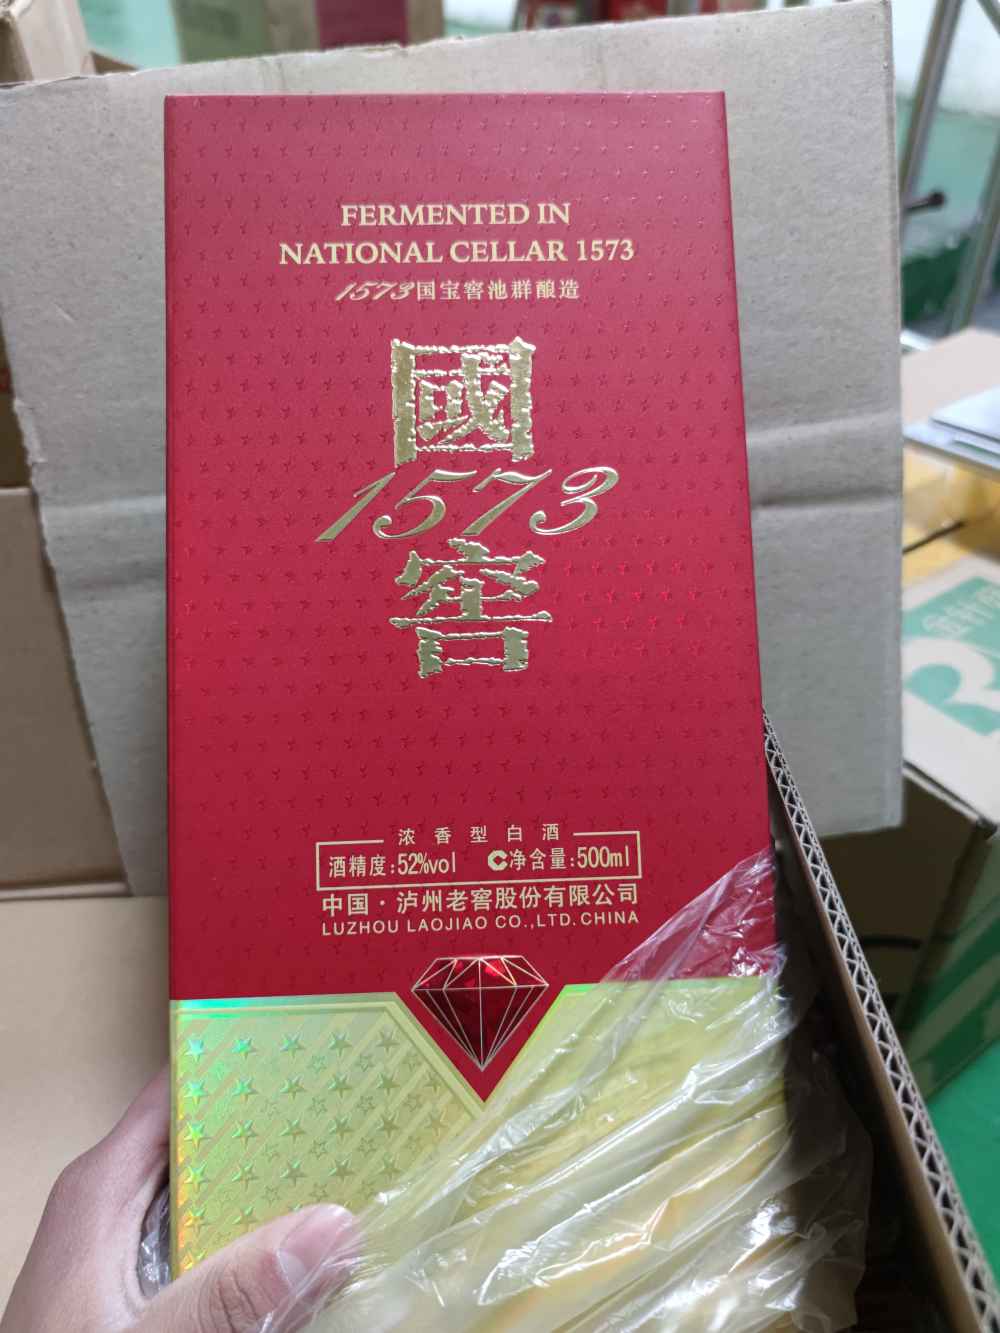 FERMENTED IN
NATIONAL CELLAR 1573
1573国宝窖池群酿造
國
1573
窖
浓香型白酒
酒精度:52%vol C净含量:500ml
中国·泸州老窖股份有限公司
LUZHOU LAOJIAO CO.,LTD.CHINA